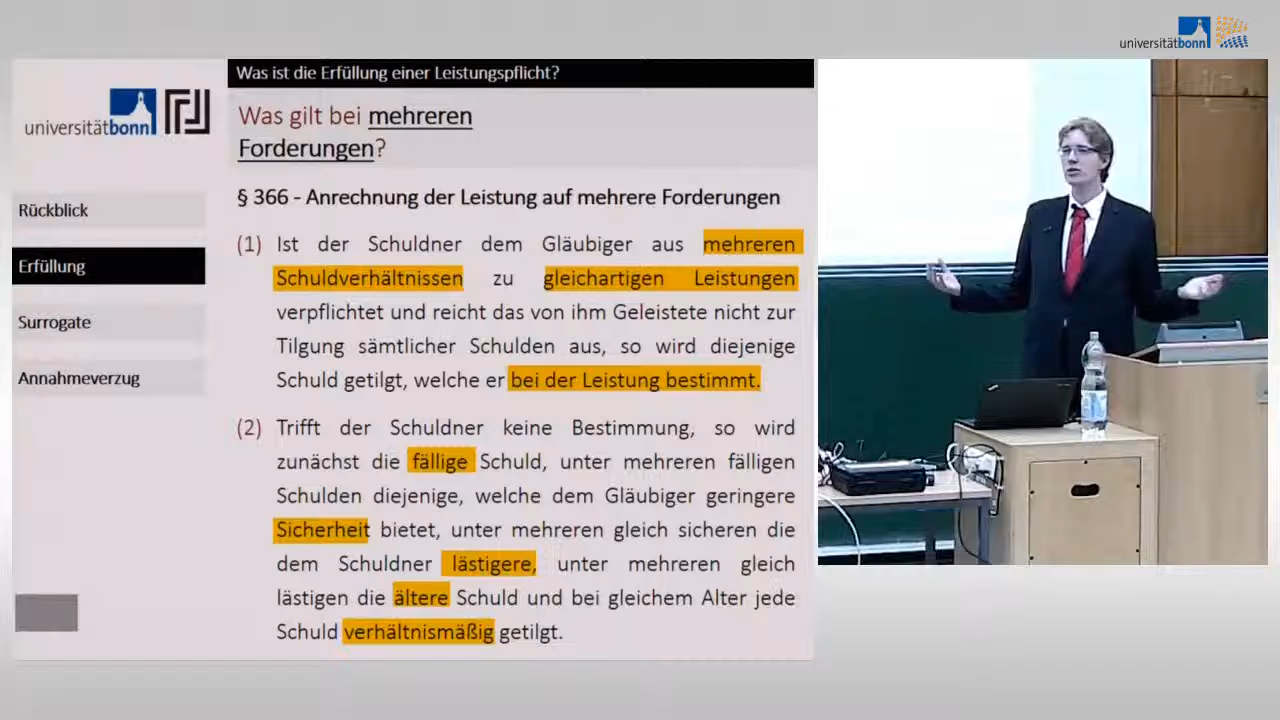 universitätbonn
Was ist die Erfüllung einer Leistungspflicht?
universitätbonn
Was gilt bei mehreren
Forderungen?
Rückblick
Erfüllung
Surrogate
Annahmeverzug
§ 366 - Anrechnung der Leistung auf mehrere Forderungen
(1) Ist der Schuldner dem Gläubiger aus mehreren
Schuldverhältnissen zu gleichartigen Leistungen
verpflichtet und reicht das von ihm Geleistete nicht zur
Tilgung sämtlicher Schulden aus, so wird diejenige
Schuld getilgt, welche er bei der Leistung bestimmt.
(2) Trifft der Schuldner keine Bestimmung, so wird
zunächst die fällige Schuld, unter mehreren fälligen
Schulden diejenige, welche dem Gläubiger geringere
Sicherheit bietet, unter mehreren gleich sicheren die
dem Schuldner lästigere, unter mehreren gleich
lästigen die ältere Schuld und bei gleichem Alter jede
Schuld verhältnismäßig getilgt.